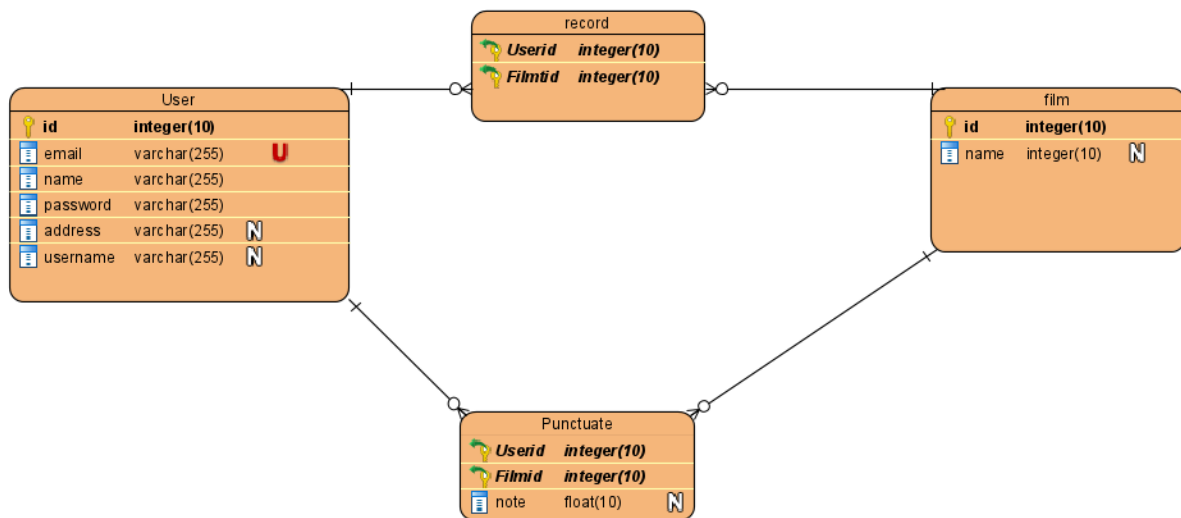 record
Userid integer(10)
Filmtid integer(10)
User
id integer(10)
email varchar(255) U
name varchar(255)
password varchar(255)
address varchar(255) N
username varchar(255) N
film
id integer(10)
name integer(10) N
Punctuate
Userid integer(10)
Filmid integer(10)
note float(10) N